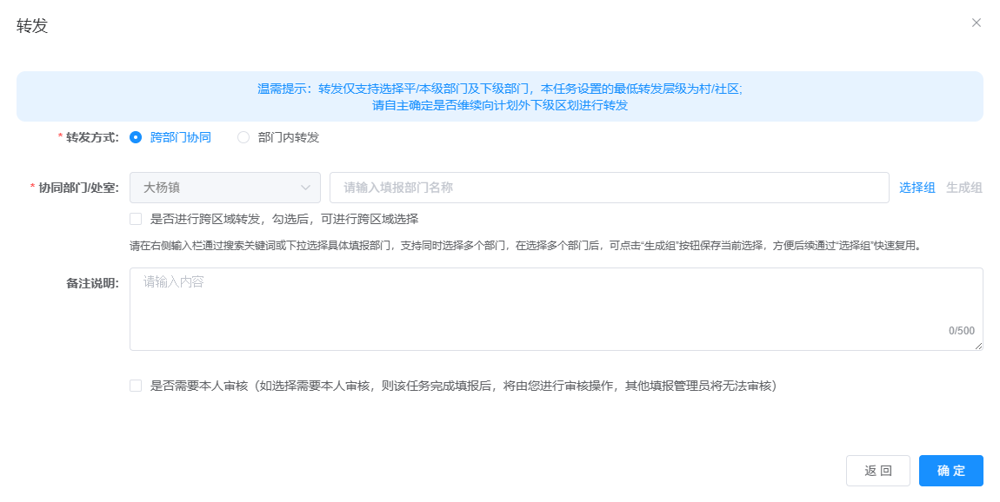 转发
温需提示：转发仅支持选择平/本级部门及下级部门，本任务设置的最低转发层级为村/社区;
请自主确定是否继续向计划外下级区划进行转发
* 转发方式: 跨部门协同 部门内转发
* 协同部门/处室: 大杨镇 请输入填报部门名称 选择组 生成组
是否进行跨区域转发，勾选后，可进行跨区域选择
请在右侧输入栏通过搜索关键词或下拉选择具体填报部门，支持同时选择多个部门，在选择多个部门后，可点击“生成组”按钮保存当前选择，方便后续通过“选择组”快速复用。
备注说明: 请输入内容
0/500
是否需要本人审核（如选择需要本人审核，则该任务完成填报后，将由您进行审核操作，其他填报管理员将无法审核）
返 回 确 定